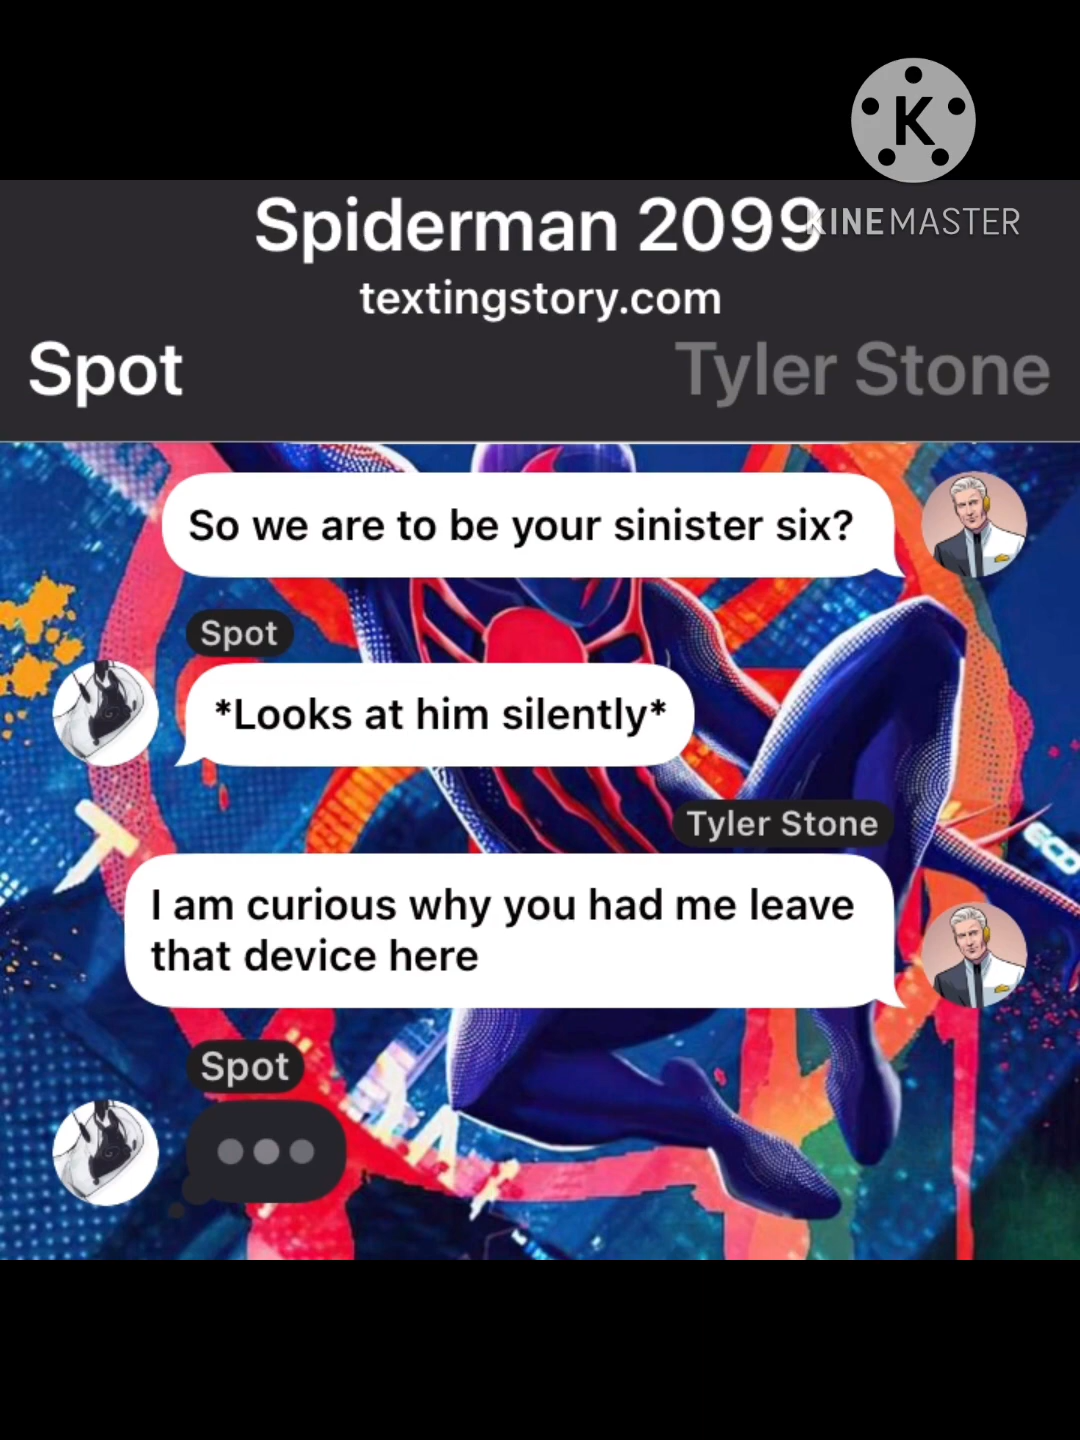 K
KINEMASTER
Spiderman 2099
textingstory.com
Spot
Tyler Stone
So we are to be your sinister six?
Spot
*Looks at him silently*
Tyler Stone
I am curious why you had me leave
that device here
Spot